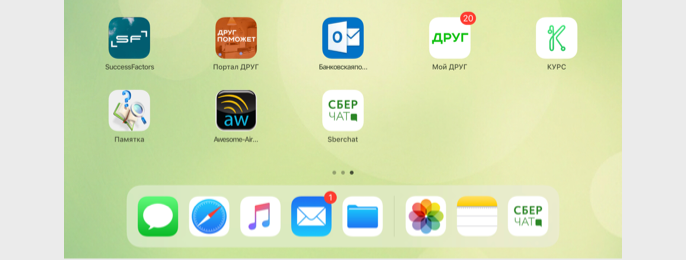 SF
ДРУГ
ПОМОЖЕТ
ДРУГ
20
SuccessFactors
Портал ДРУГ
Банковскаяпо...
Мой ДРУГ
КУРС
aw
СБЕР
ЧАТ
Памятка
Awesome-Air...
Sberchat
1
СБЕР
ЧАТ